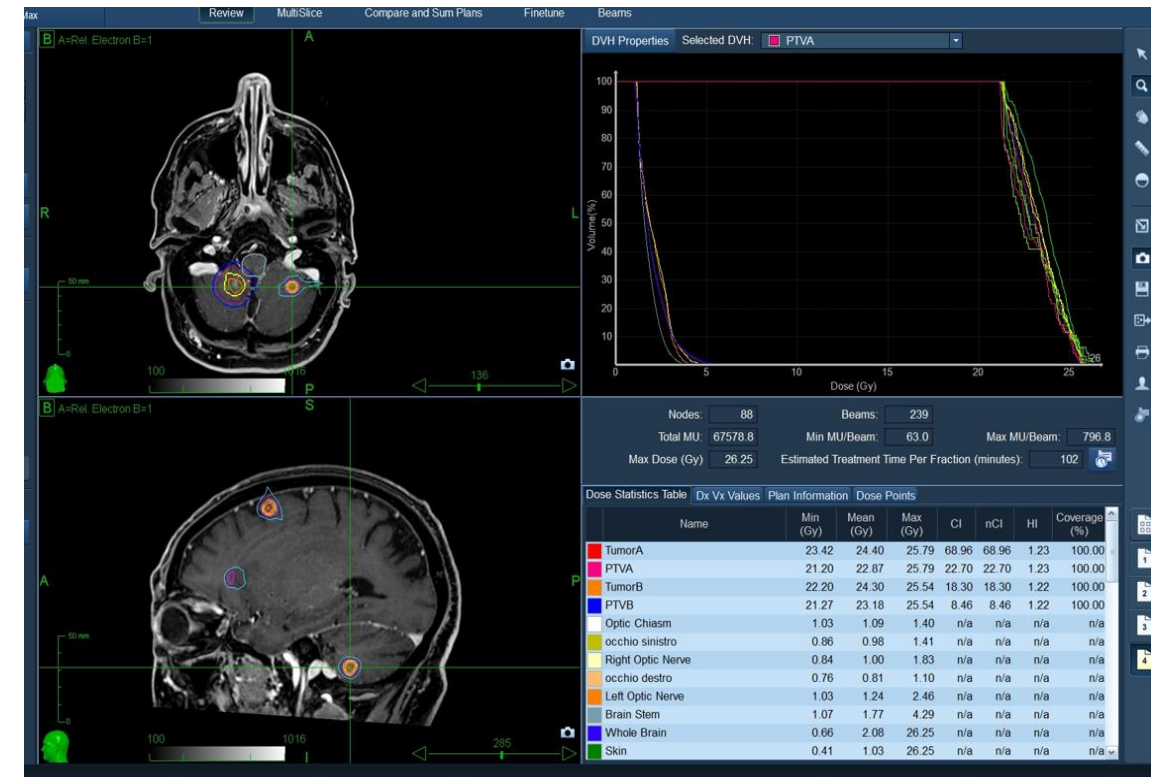 Max Review MultiSlice Compare and Sum Plans Finetune Beams
B A=Rel. Electron B=1
A
R
L
50 mm
0
100 1016
P
136
B A=Rel. Electron B=1
S
A
P
50 mm
0
100 1016
285
DVH Properties Selected DVH: PTVA
100
90
80
70
60
50
40
30
20
10
Volume(%)
0 5 10 15 20 25 26
Dose (Gy)
Nodes: 88 Beams: 239
Total MU: 67578.8 Min MU/Beam: 63.0 Max MU/Beam: 796.8
Max Dose (Gy) 26.25 Estimated Treatment Time Per Fraction (minutes): 102
Dose Statistics Table Dx Vx Values Plan Information Dose Points
Name Min (Gy) Mean (Gy) Max (Gy) CI nCI HI Coverage (%)
TumorA 23.42 24.40 25.79 68.96 68.96 1.23 100.00
PTVA 21.20 22.87 25.79 22.70 22.70 1.23 100.00
TumorB 22.20 24.30 25.54 18.30 18.30 1.22 100.00
PTVB 21.27 23.18 25.54 8.46 8.46 1.22 100.00
Optic Chiasm 1.03 1.09 1.40 n/a n/a n/a n/a
occhio sinistro 0.86 0.98 1.41 n/a n/a n/a n/a
Right Optic Nerve 0.84 1.00 1.83 n/a n/a n/a n/a
occhio destro 0.76 0.81 1.10 n/a n/a n/a n/a
Left Optic Nerve 1.03 1.24 2.46 n/a n/a n/a n/a
Brain Stem 1.07 1.77 4.29 n/a n/a n/a n/a
Whole Brain 0.66 2.08 26.25 n/a n/a n/a n/a
Skin 0.41 1.03 26.25 n/a n/a n/a n/a
1
2
3
4